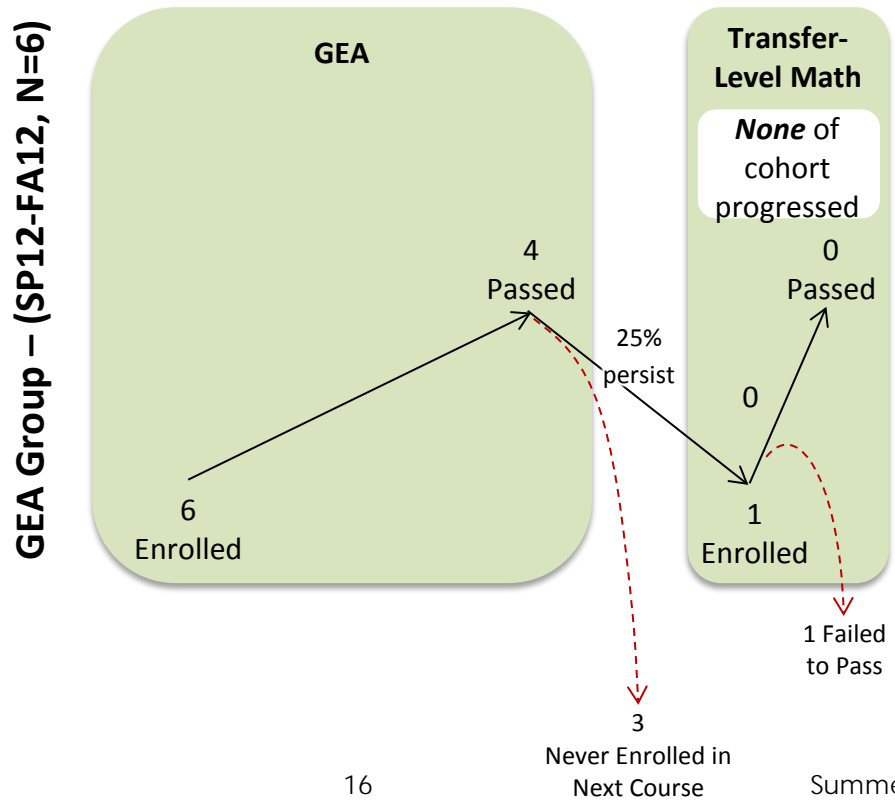 GEA Group – (SP12-FA12, N=6)
GEA
Transfer-
Level Math
None of
cohort
progressed
4
Passed
0
Passed
25%
persist
0
6
Enrolled
1
Enrolled
1 Failed
to Pass
3
Never Enrolled in
Next Course
16
Summe